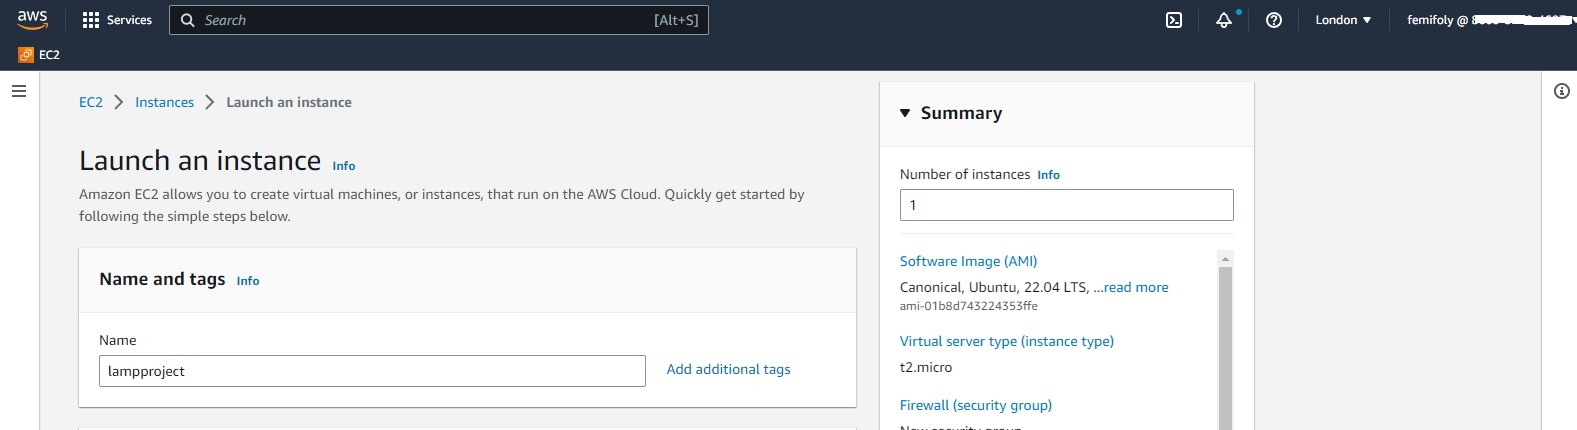 aws
Services
Search
[Alt+S]
London
femifoly @
EC2
EC2 > Instances > Launch an instance
Launch an instance Info
Amazon EC2 allows you to create virtual machines, or instances, that run on the AWS Cloud. Quickly get started by
following the simple steps below.
Name and tags Info
Name
lampproject
Add additional tags
Summary
Number of instances Info
1
Software Image (AMI)
Canonical, Ubuntu, 22.04 LTS, ...read more
ami-01b8d743224353ffe
Virtual server type (instance type)
t2.micro
Firewall (security group)
New security group